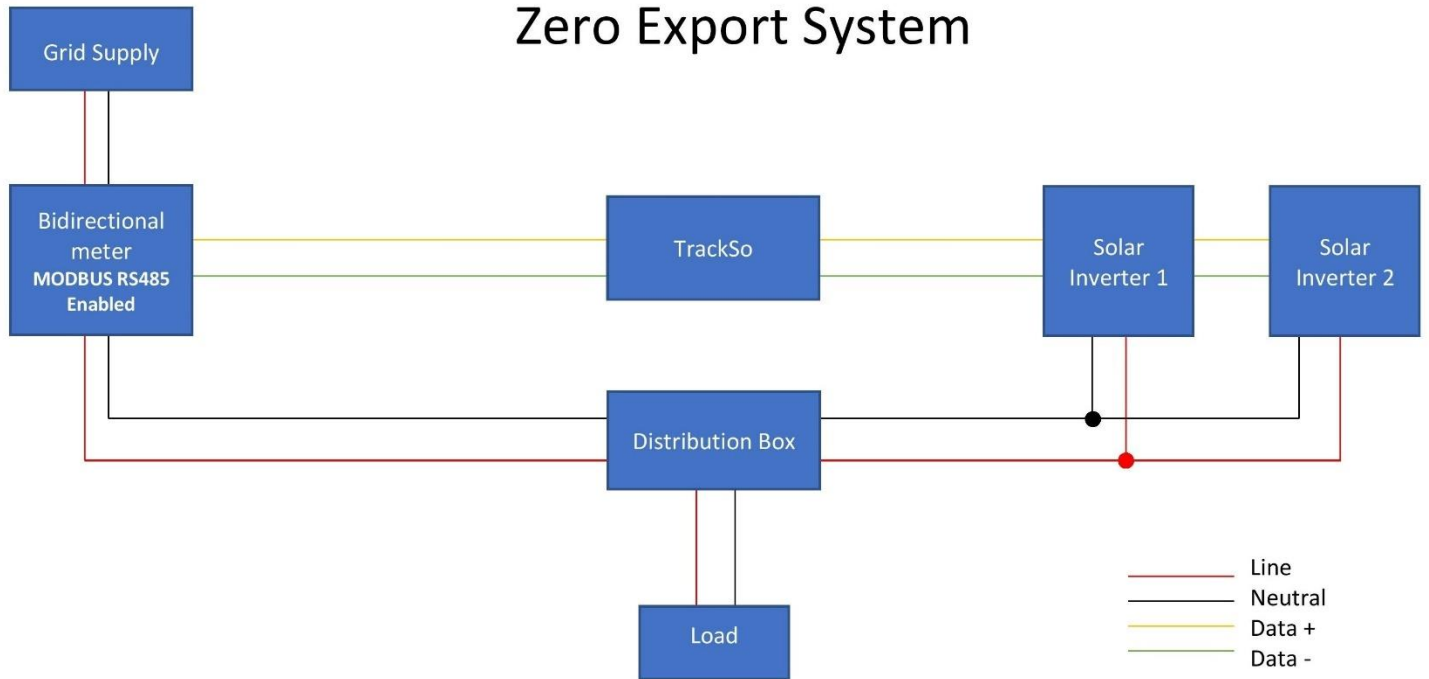 Zero Export System
Grid Supply
Bidirectional
meter
MODBUS RS485
Enabled
TrackSo
Solar
Inverter 1
Solar
Inverter 2
Distribution Box
Load
Line
Neutral
Data +
Data -